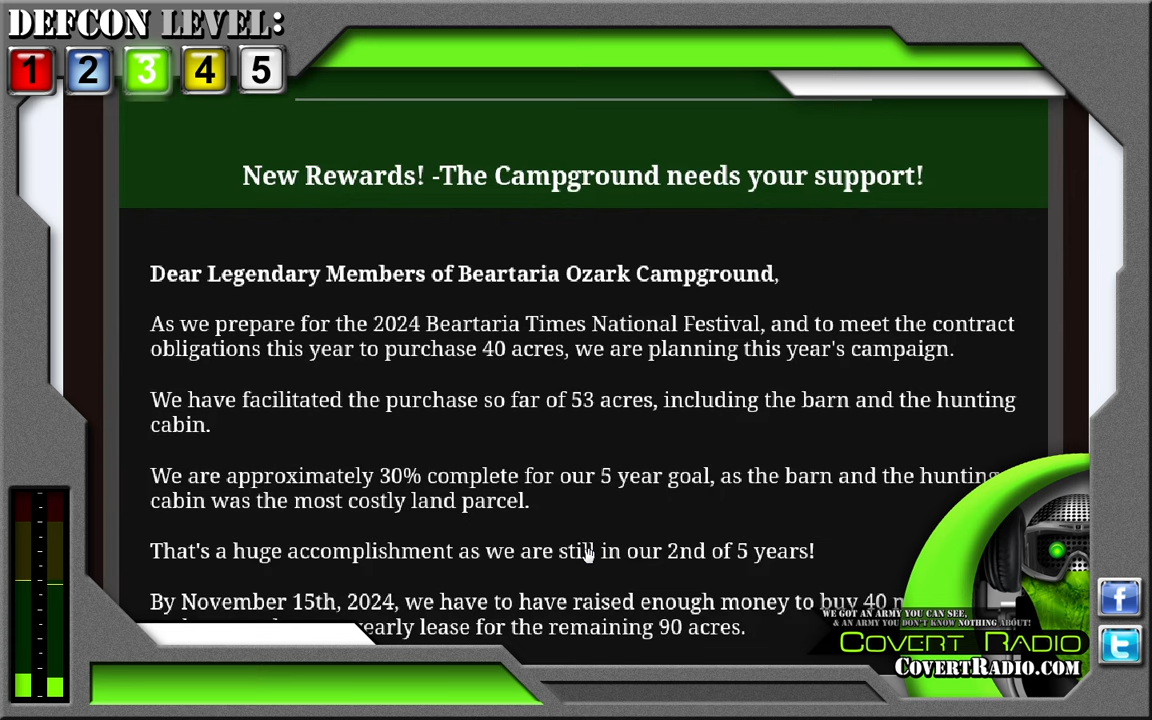 DEFCON LEVEL:
1 2 3 4 5
New Rewards! -The Campground needs your support!
Dear Legendary Members of Beartaria Ozark Campground,
As we prepare for the 2024 Beartaria Times National Festival, and to meet the contract
obligations this year to purchase 40 acres, we are planning this year's campaign.
We have facilitated the purchase so far of 53 acres, including the barn and the hunting
cabin.
We are approximately 30% complete for our 5 year goal, as the barn and the hunting
cabin was the most costly land parcel.
That's a huge accomplishment as we are still in our 2nd of 5 years!
By November 15th, 2024, we have to have raised enough money to buy 40
yearly lease for the remaining 90 acres.
WE GOT AN ARMY YOU CAN SEE,
& AN ARMY YOU DON'T KNOW NOTHING ABOUT!
COVERT RADIO
COVERTRADIO.COM